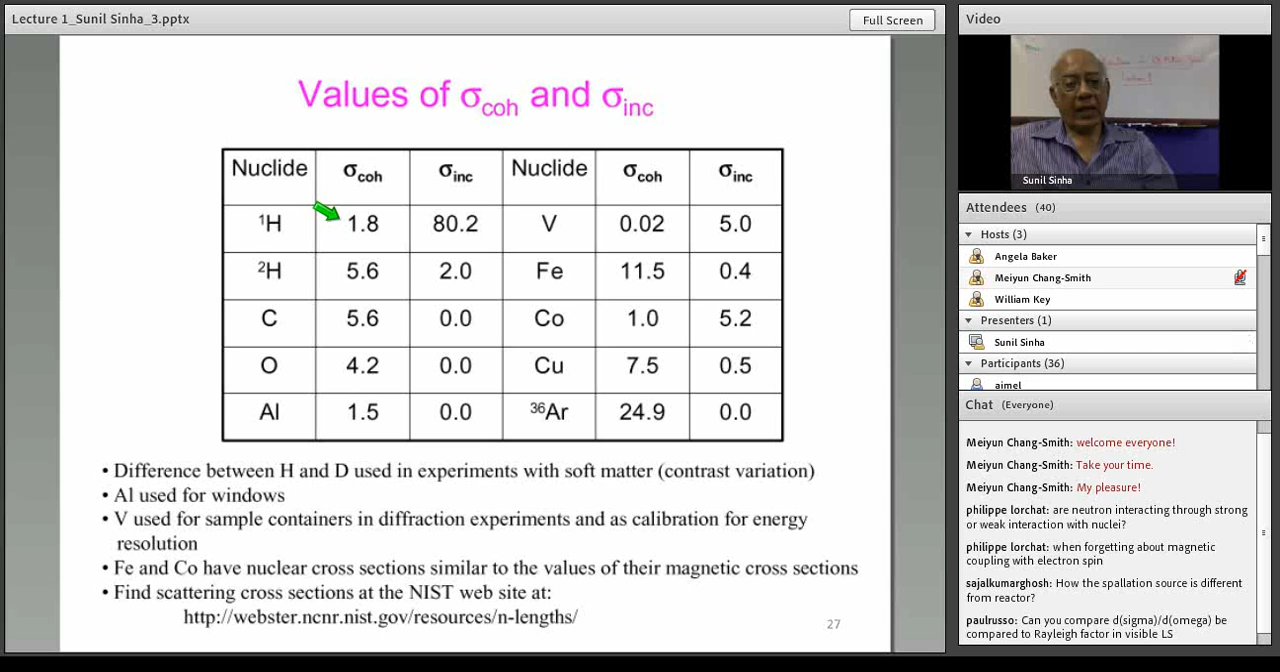 Lecture 1_Sunil Sinha_3.pptx
Full Screen
Values of σcoh and σinc
Nuclide σcoh σinc Nuclide σcoh σinc
1H 1.8 80.2 V 0.02 5.0
2H 5.6 2.0 Fe 11.5 0.4
C 5.6 0.0 Co 1.0 5.2
O 4.2 0.0 Cu 7.5 0.5
Al 1.5 0.0 36Ar 24.9 0.0
• Difference between H and D used in experiments with soft matter (contrast variation)
• Al used for windows
• V used for sample containers in diffraction experiments and as calibration for energy
resolution
• Fe and Co have nuclear cross sections similar to the values of their magnetic cross sections
• Find scattering cross sections at the NIST web site at:
http://webster.ncnr.nist.gov/resources/n-lengths/
27
Video
Sunil Sinha
Attendees (40)
Hosts (3)
Angela Baker
Meiyun Chang-Smith
William Key
Presenters (1)
Sunil Sinha
Participants (36)
aimel
Chat (Everyone)
Meiyun Chang-Smith: welcome everyone!
Meiyun Chang-Smith: Take your time.
Meiyun Chang-Smith: My pleasure!
philippe lorchat: are neutron interacting through strong
or weak interaction with nuclei?
philippe lorchat: when forgetting about magnetic
coupling with electron spin
sajalkumarghosh: How the spallation source is different
from reactor?
paulrusso: Can you compare d(sigma)/d(omega) be
compared to Rayleigh factor in visible LS